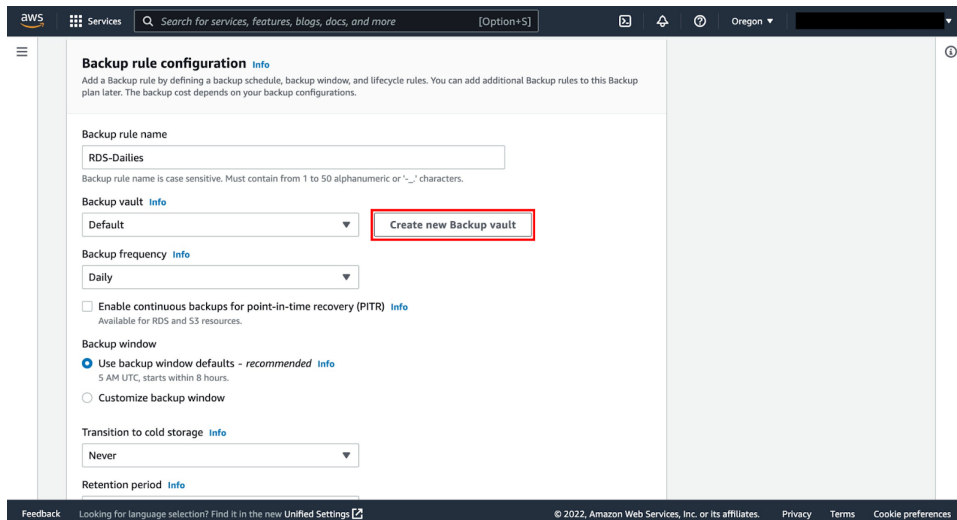 aws
Services
Search for services, features, blogs, docs, and more
[Option+S]
Oregon
Backup rule configuration Info
Add a Backup rule by defining a backup schedule, backup window, and lifecycle rules. You can add additional Backup rules to this Backup
plan later. The backup cost depends on your backup configurations.
Backup rule name
RDS-Dailies
Backup rule name is case sensitive. Must contain from 1 to 50 alphanumeric or '-_.' characters.
Backup vault Info
Default
Create new Backup vault
Backup frequency Info
Daily
Enable continuous backups for point-in-time recovery (PITR) Info
Available for RDS and S3 resources.
Backup window
Use backup window defaults - recommended Info
5 AM UTC, starts within 8 hours.
Customize backup window
Transition to cold storage Info
Never
Retention period Info
Feedback
Looking for language selection? Find it in the new Unified Settings
© 2022, Amazon Web Services, Inc. or its affiliates.
Privacy
Terms
Cookie preferences